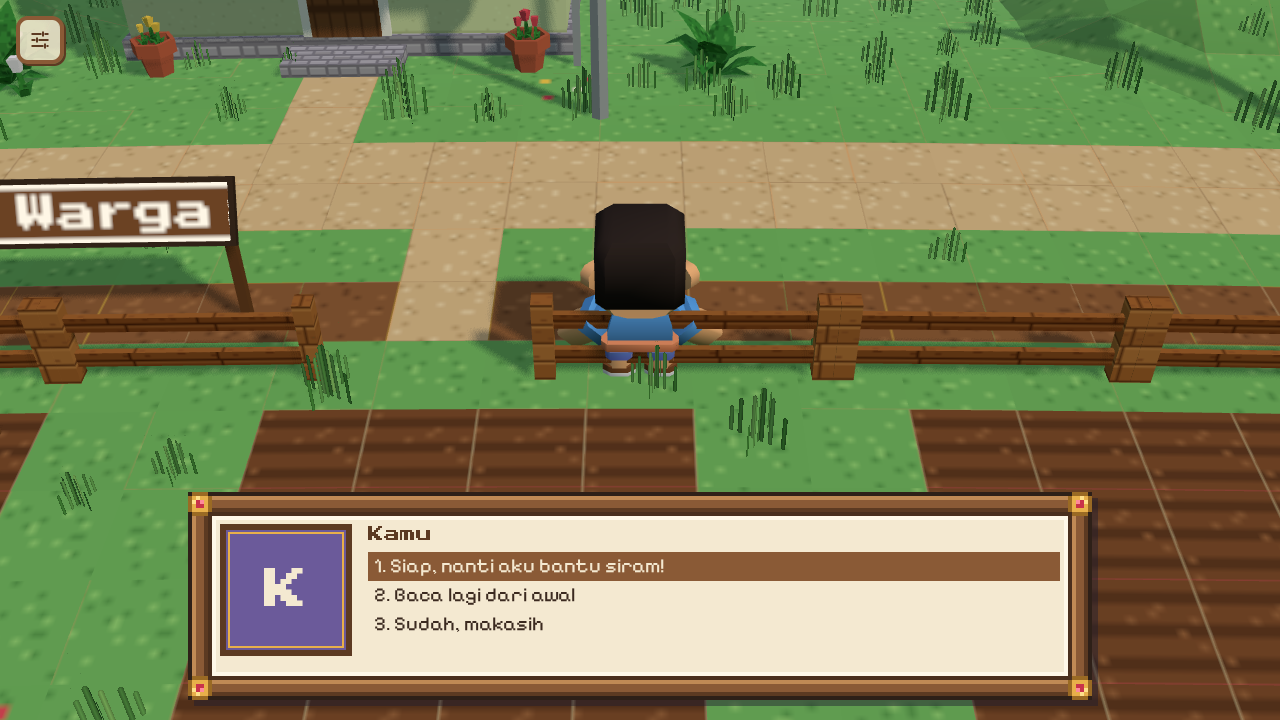 Warga
Kamu
K
1. Siap, nanti aku bantu siram!
2. Baca lagi dari awal
3. Sudah, makasih